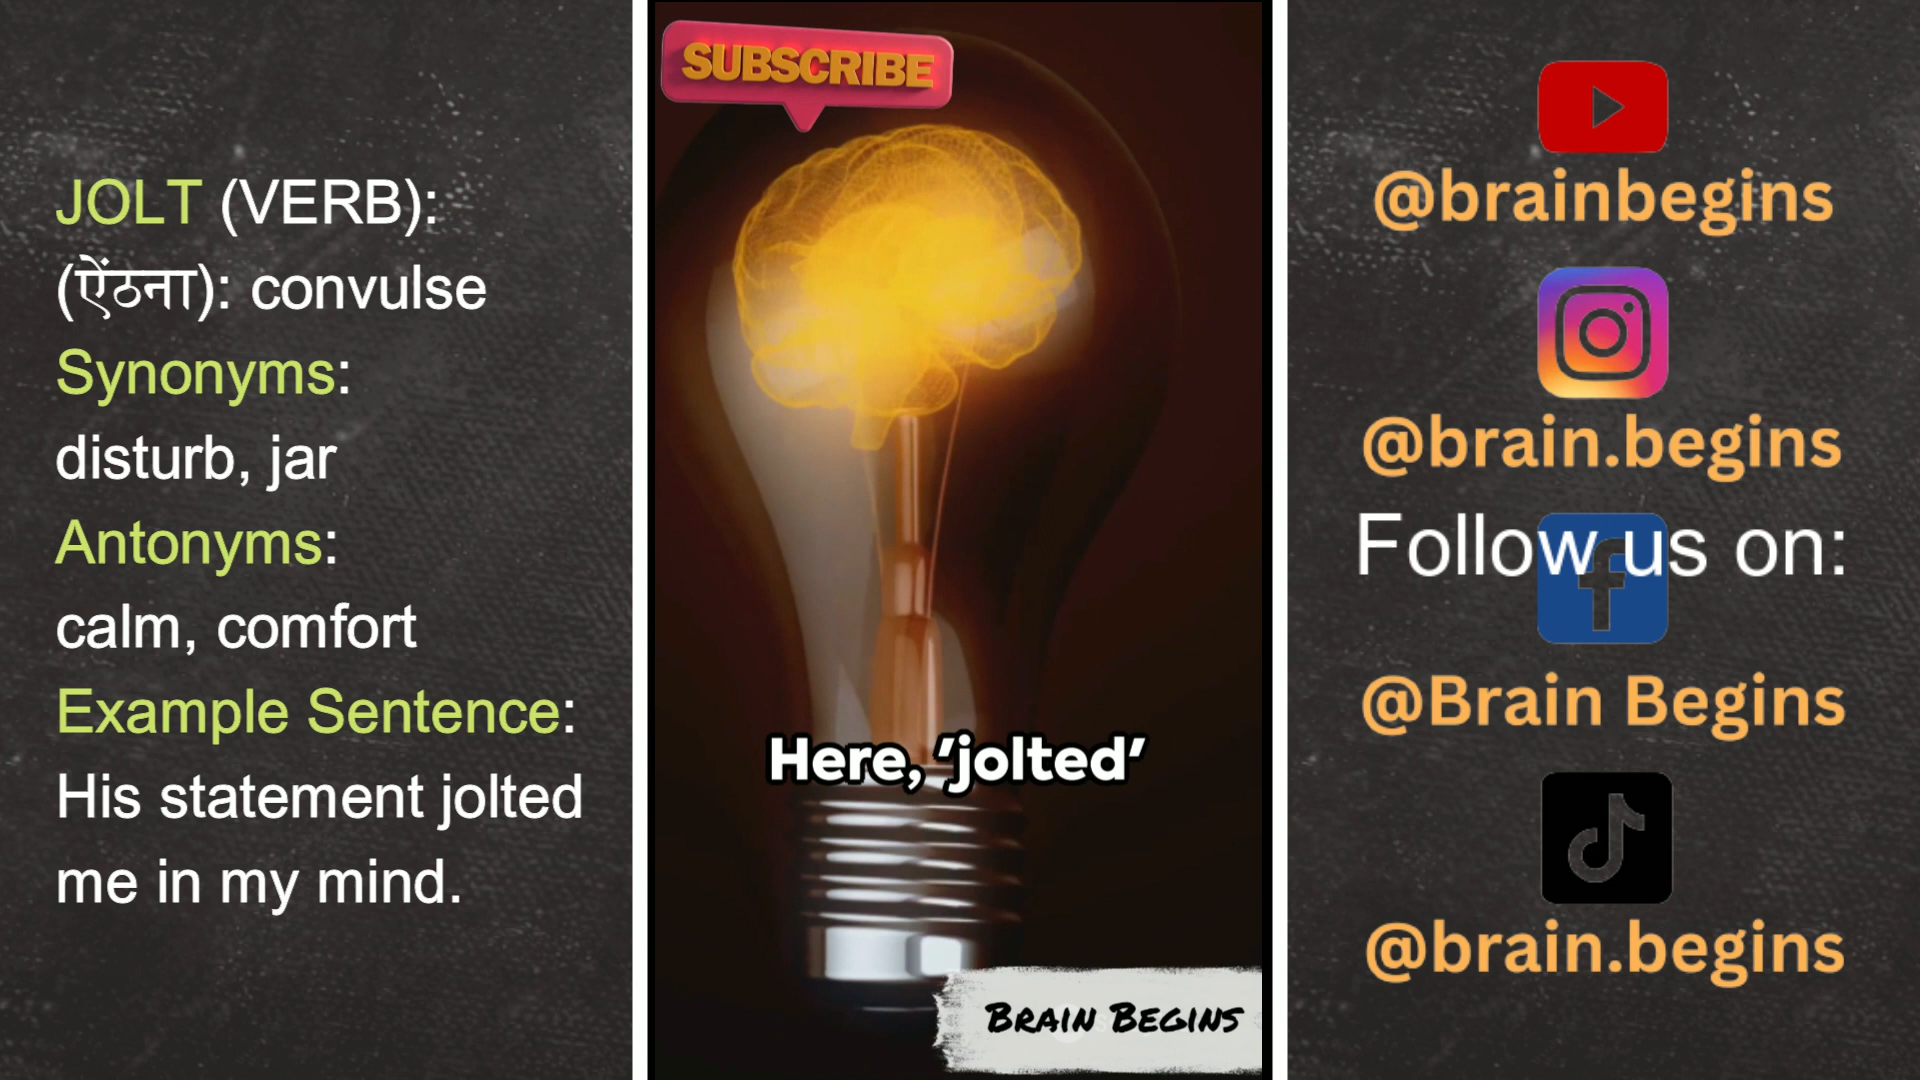 JOLT (VERB):
(ऐंठना): convulse
Synonyms:
disturb, jar
Antonyms:
calm, comfort
Example Sentence:
His statement jolted
me in my mind.
SUBSCRIBE
Here, ‘jolted’
BRAIN BEGINS
@brainbegins
@brain.begins
Follow us on:
@Brain Begins
@brain.begins